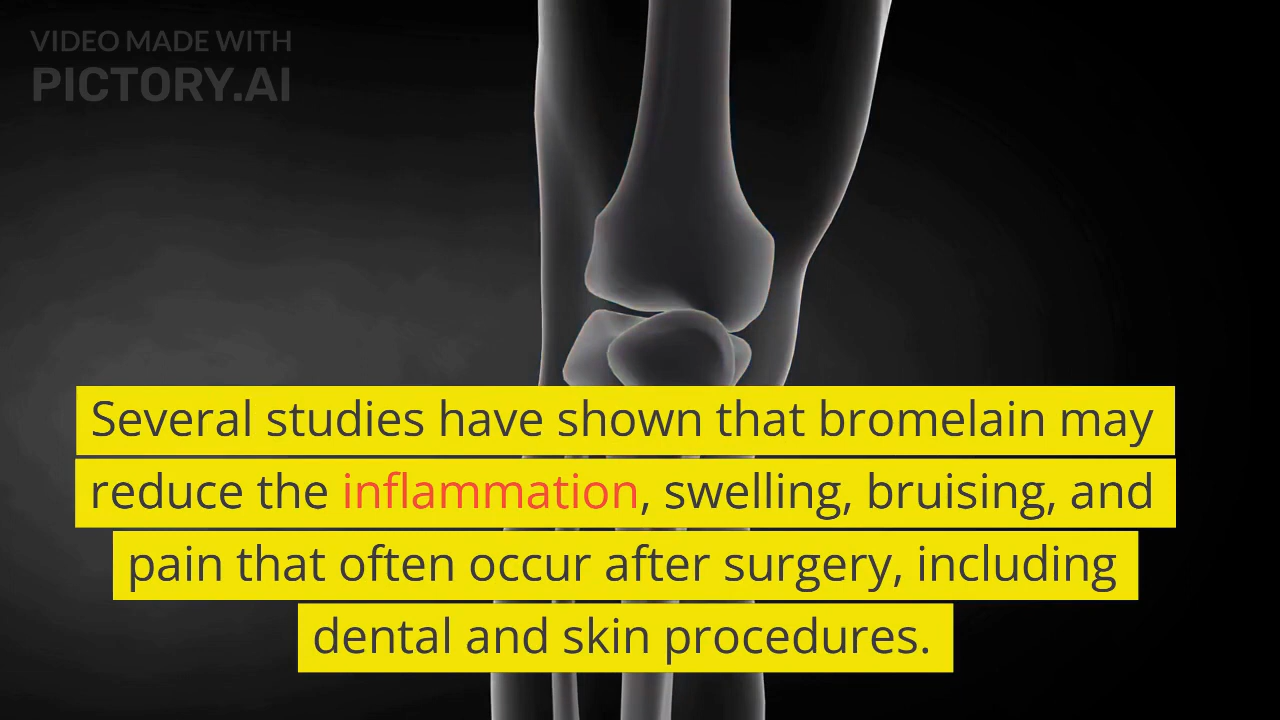 VIDEO MADE WITH
PICTORY.AI
Several studies have shown that bromelain may
reduce the inflammation, swelling, bruising, and
pain that often occur after surgery, including
dental and skin procedures.